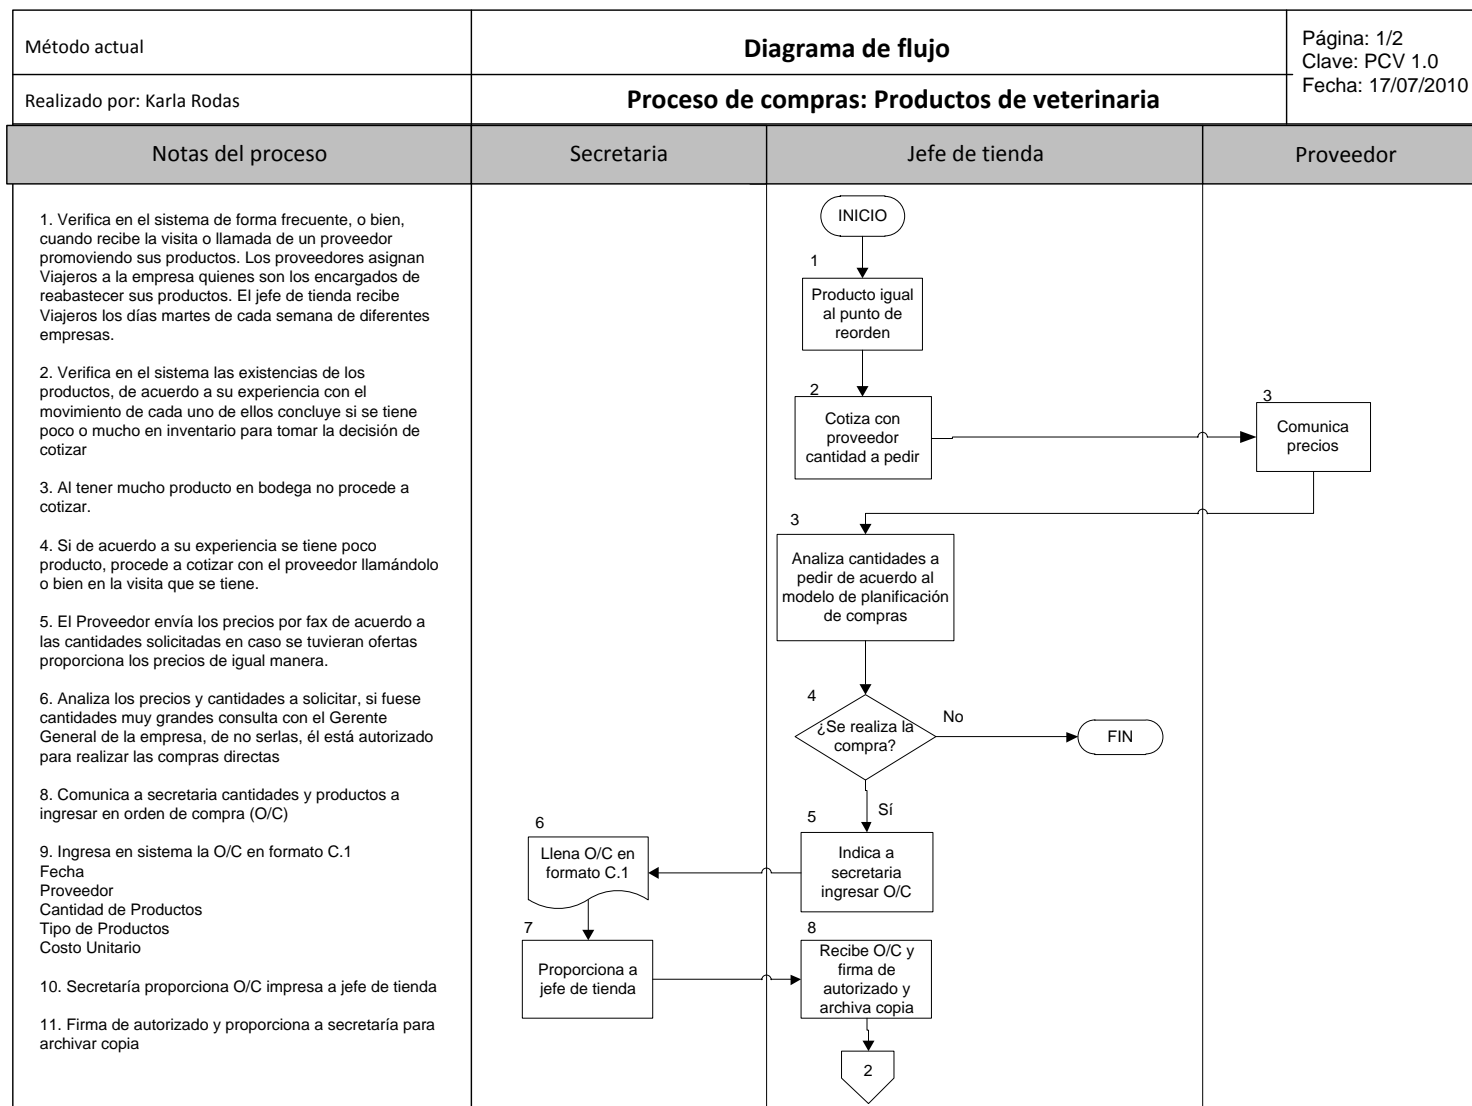 Método actual
Diagrama de flujo
Página: 1/2
Clave: PCV 1.0
Fecha: 17/07/2010
Realizado por: Karla Rodas
Proceso de compras: Productos de veterinaria
Notas del proceso
Secretaria
Jefe de tienda
Proveedor
1. Verifica en el sistema de forma frecuente, o bien,
cuando recibe la visita o llamada de un proveedor
promoviendo sus productos. Los proveedores asignan
Viajeros a la empresa quienes son los encargados de
reabastecer sus productos. El jefe de tienda recibe
Viajeros los días martes de cada semana de diferentes
empresas.
2. Verifica en el sistema las existencias de los
productos, de acuerdo a su experiencia con el
movimiento de cada uno de ellos concluye si se tiene
poco o mucho en inventario para tomar la decisión de
cotizar
3. Al tener mucho producto en bodega no procede a
cotizar.
4. Si de acuerdo a su experiencia se tiene poco
producto, procede a cotizar con el proveedor llamándolo
o bien en la visita que se tiene.
5. El Proveedor envía los precios por fax de acuerdo a
las cantidades solicitadas en caso se tuvieran ofertas
proporciona los precios de igual manera.
6. Analiza los precios y cantidades a solicitar, si fuese
cantidades muy grandes consulta con el Gerente
General de la empresa, de no serlas, él está autorizado
para realizar las compras directas
8. Comunica a secretaria cantidades y productos a
ingresar en orden de compra (O/C)
9. Ingresa en sistema la O/C en formato C.1
Fecha
Proveedor
Cantidad de Productos
Tipo de Productos
Costo Unitario
10. Secretaría proporciona O/C impresa a jefe de tienda
11. Firma de autorizado y proporciona a secretaría para
archivar copia
INICIO
1
Producto igual
al punto de
reorden
2
Cotiza con
proveedor
cantidad a pedir
3
Comunica
precios
3
Analiza cantidades a
pedir de acuerdo al
modelo de planificación
de compras
4
¿Se realiza la
compra?
No
FIN
Sí
5
Indica a
secretaria
ingresar O/C
6
Llena O/C en
formato C.1
7
Proporciona a
jefe de tienda
8
Recibe O/C y
firma de
autorizado y
archiva copia
2